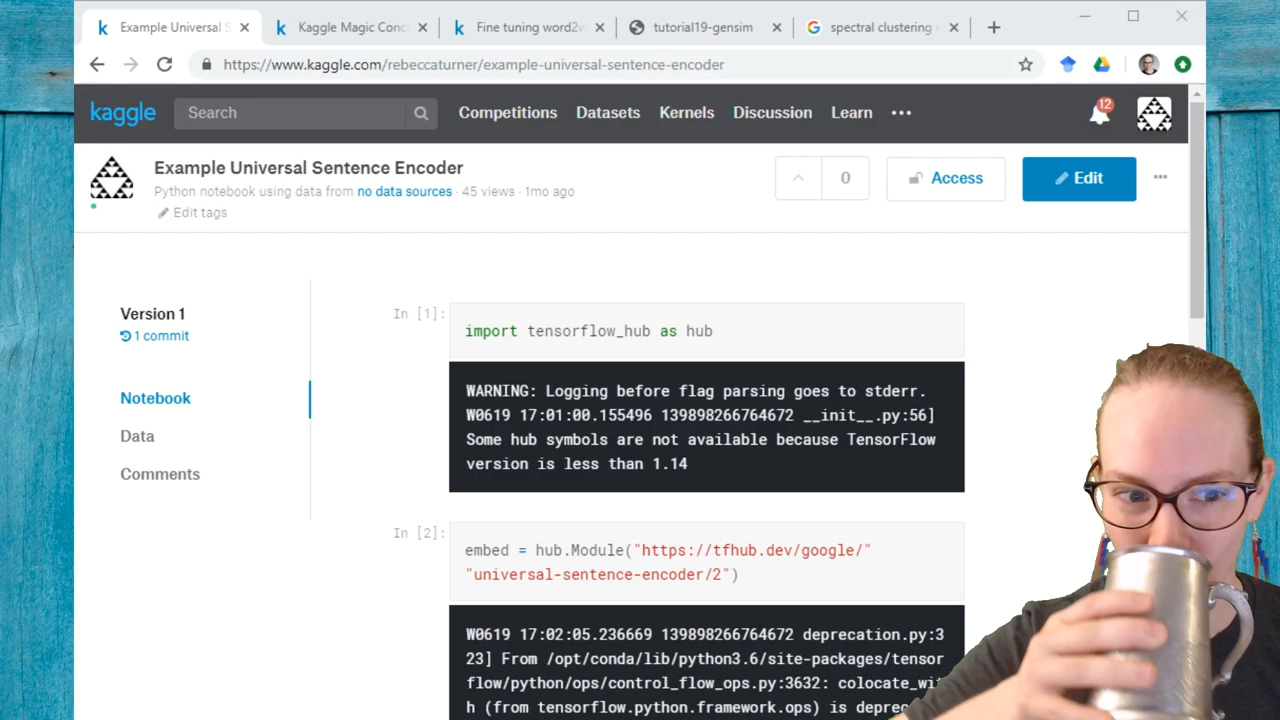 Example Universal S
Kaggle Magic Conc
Fine tuning word2v
tutorial19-gensim
spectral clustering
https://www.kaggle.com/rebeccaturner/example-universal-sentence-encoder
kaggle
Search
Competitions
Datasets
Kernels
Discussion
Learn
12
Example Universal Sentence Encoder
Python notebook using data from no data sources · 45 views · 1mo ago
Edit tags
0
Access
Edit
Version 1
1 commit
Notebook
Data
Comments
In [1]:
import tensorflow_hub as hub
WARNING: Logging before flag parsing goes to stderr.
W0619 17:01:00.155496 139898266764672 __init__.py:56]
Some hub symbols are not available because TensorFlow
version is less than 1.14
In [2]:
embed = hub.Module("https://tfhub.dev/google/"
"universal-sentence-encoder/2")
W0619 17:02:05.236669 139898266764672 deprecation.py:3
23] From /opt/conda/lib/python3.6/site-packages/tensor
flow/python/ops/control_flow_ops.py:3632: colocate_wi
h (from tensorflow.python.framework.ops) is deprec